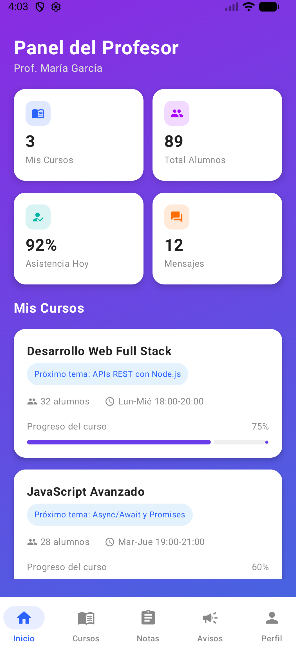 4:03
Panel del Profesor
Prof. María García
3
Mis Cursos
89
Total Alumnos
92%
Asistencia Hoy
12
Mensajes
Mis Cursos
Desarrollo Web Full Stack
Próximo tema: APIs REST con Node.js
32 alumnos Lun-Mié 18:00-20:00
Progreso del curso 75%
JavaScript Avanzado
Próximo tema: Async/Await y Promises
28 alumnos Mar-Jue 19:00-21:00
Progreso del curso 60%
Inicio Cursos Notas Avisos Perfil